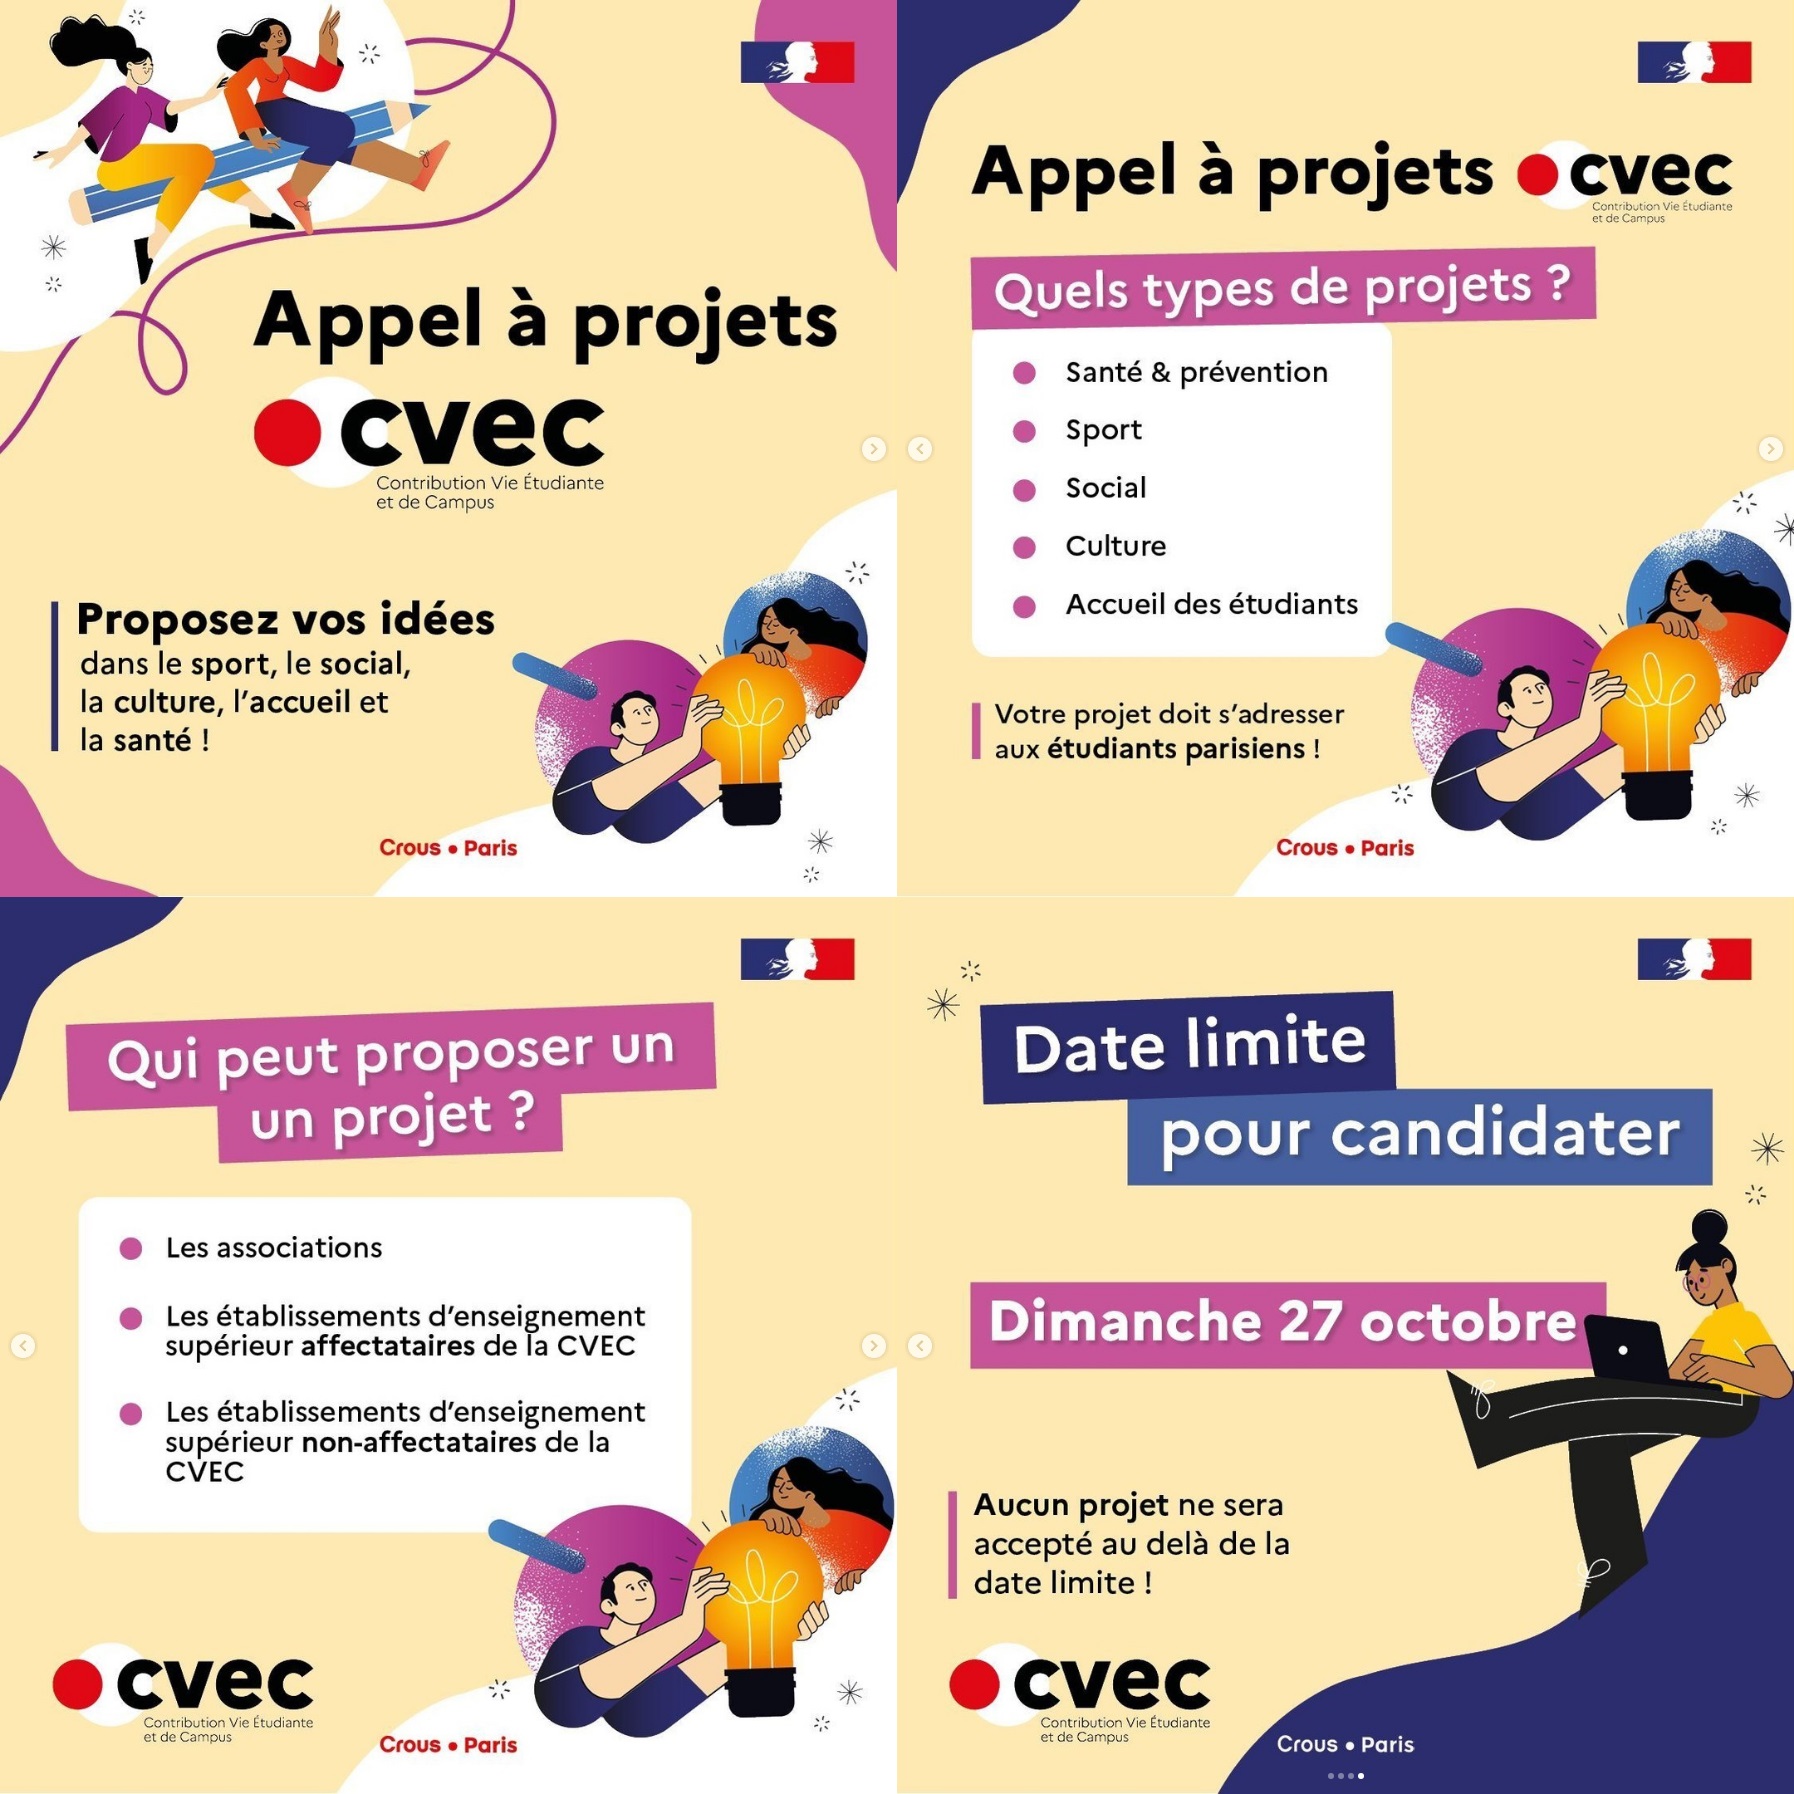 Appel à projets
cvec
Contribution Vie Étudiante
et de Campus
Proposez vos idées
dans le sport, le social,
la culture, l'accueil et
la santé !
Crous • Paris
Appel à projets cvec
Contribution Vie Étudiante
et de Campus
Quels types de projets ?
Santé & prévention
Sport
Social
Culture
Accueil des étudiants
Votre projet doit s'adresser
aux étudiants parisiens !
Crous • Paris
Qui peut proposer un
un projet ?
Les associations
Les établissements d'enseignement
supérieur affectataires de la CVEC
Les établissements d'enseignement
supérieur non-affectataires de la
CVEC
cvec
Contribution Vie Étudiante
et de Campus
Crous • Paris
Date limite
pour candidater
Dimanche 27 octobre
Aucun projet ne sera
accepté au delà de la
date limite !
cvec
Contribution Vie Étudiante
et de Campus
Crous • Paris